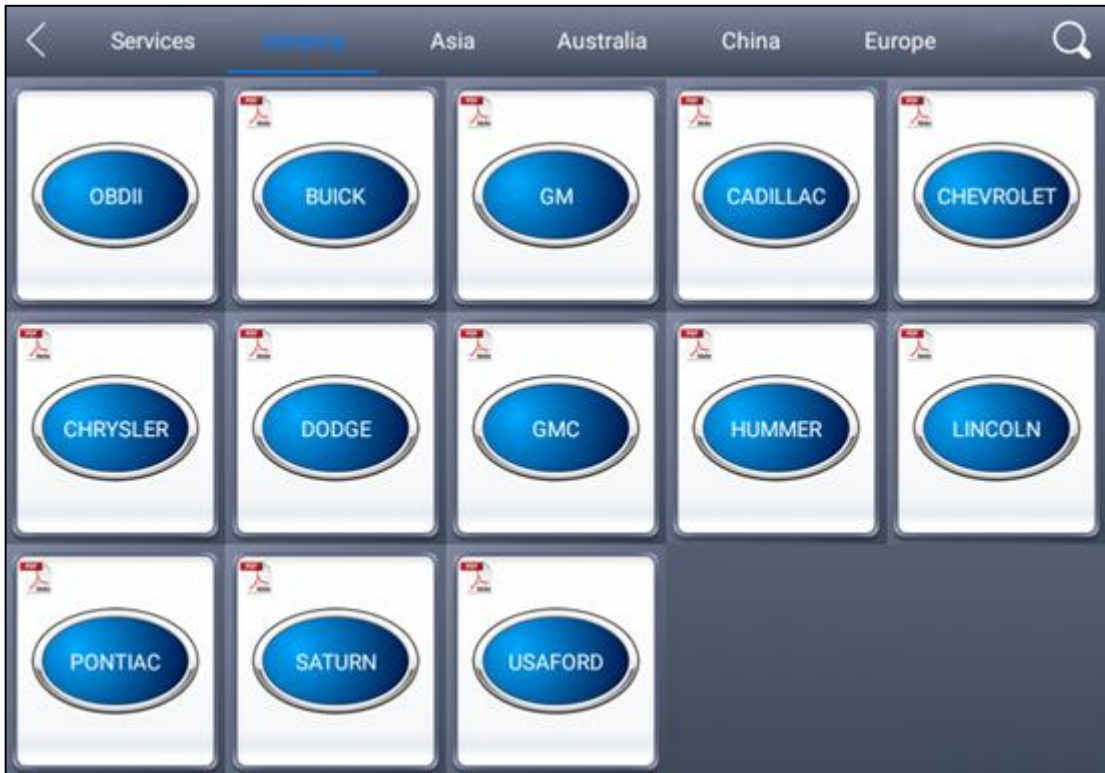 Services Asia Australia China Europe
OBDII BUICK GM CADILLAC CHEVROLET
CHRYSLER DODGE GMC HUMMER LINCOLN
PONTIAC SATURN USAFORD